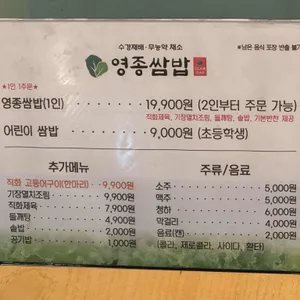 수경재배·무농약 채소
영종쌈밥
*남은 음식 포장 반출 불가
★1인 1주문★
영종쌈밥(1인) 19,900원 (2인부터 주문 가능)
직화제육, 기장멸치조림, 들깨탕, 솥밥, 기본반찬 제공
어린이 쌈밥 9,000원 (초등학생)
추가메뉴
직화 고등어구이(한마리) 9,900원
기장멸치조림 9,900원
직화제육 7,900원
들깨탕 4,900원
솥밥 2,000원
공기밥 1,000원
주류/음료
소주 5,000원
맥주 5,000원
청하 6,000원
막걸리 4,000원
음료(캔) 2,000원
(콜라, 제로콜라, 사이다, 환타)